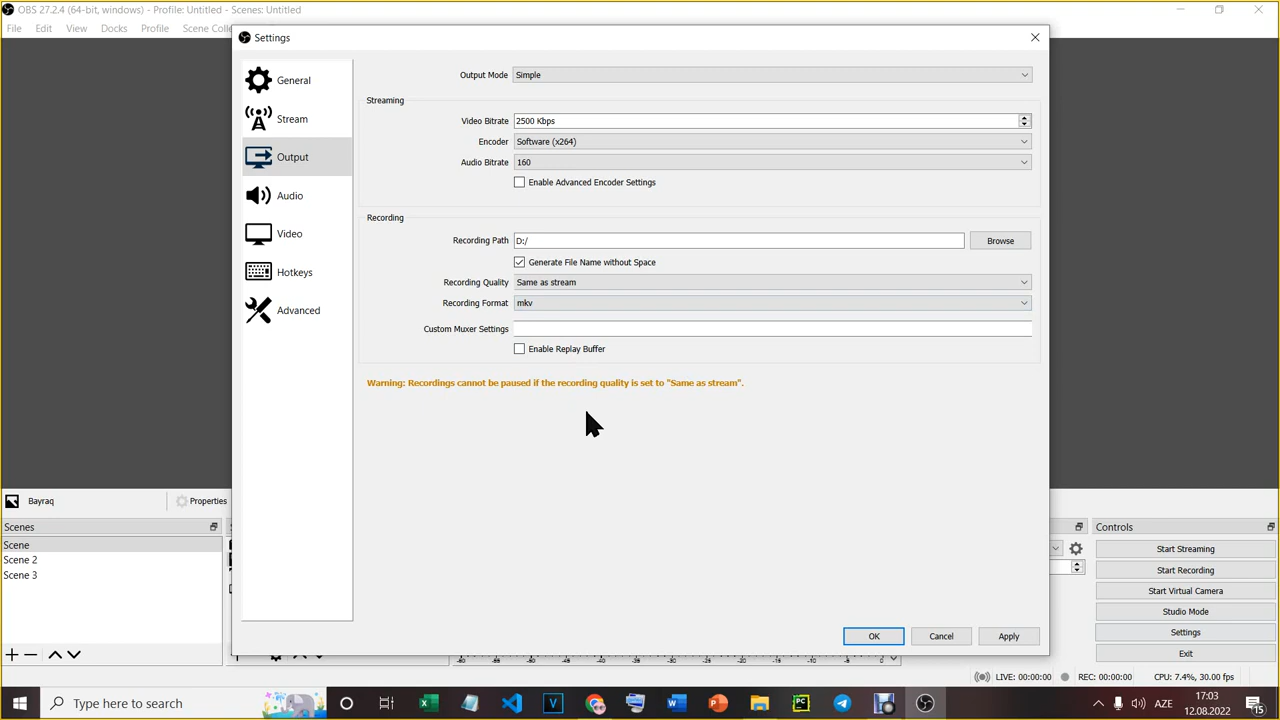 OBS 27.2.4 (64-bit, windows) - Profile: Untitled - Scenes: Untitled
File Edit View Docks Profile Scene Coll
Settings
General
Stream
Output
Audio
Video
Hotkeys
Advanced
Output Mode Simple
Streaming
Video Bitrate 2500 Kbps
Encoder Software (x264)
Audio Bitrate 160
Enable Advanced Encoder Settings
Recording
Recording Path D:/ Browse
Generate File Name without Space
Recording Quality Same as stream
Recording Format mkv
Custom Muxer Settings
Enable Replay Buffer
Warning: Recordings cannot be paused if the recording quality is set to "Same as stream".
OK Cancel Apply
Bayraq Properties
Scenes
Scene
Scene 2
Scene 3
Controls
Start Streaming
Start Recording
Start Virtual Camera
Studio Mode
Settings
Exit
LIVE: 00:00:00 REC: 00:00:00 CPU: 7.4%, 30.00 fps
Type here to search
AZE
17:03
12.08.2022
15